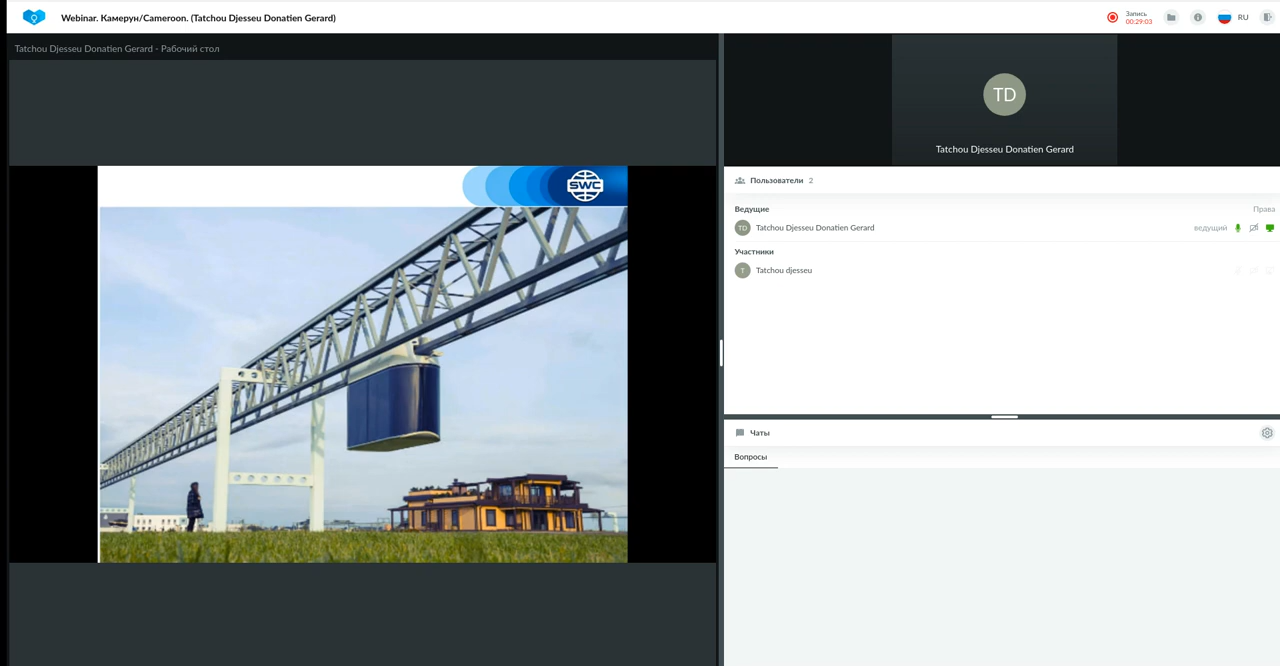 Webinar. Камерун/Cameroon. (Tatchou Djesseu Donatien Gerard)
Запись
00:29:03
RU
Tatchou Djesseu Donatien Gerard - Рабочий стол
SWC
TD
Tatchou Djesseu Donatien Gerard
Пользователи 2
Ведущие Права
TD Tatchou Djesseu Donatien Gerard ведущий
Участники
T Tatchou djesseu
Чаты
Вопросы